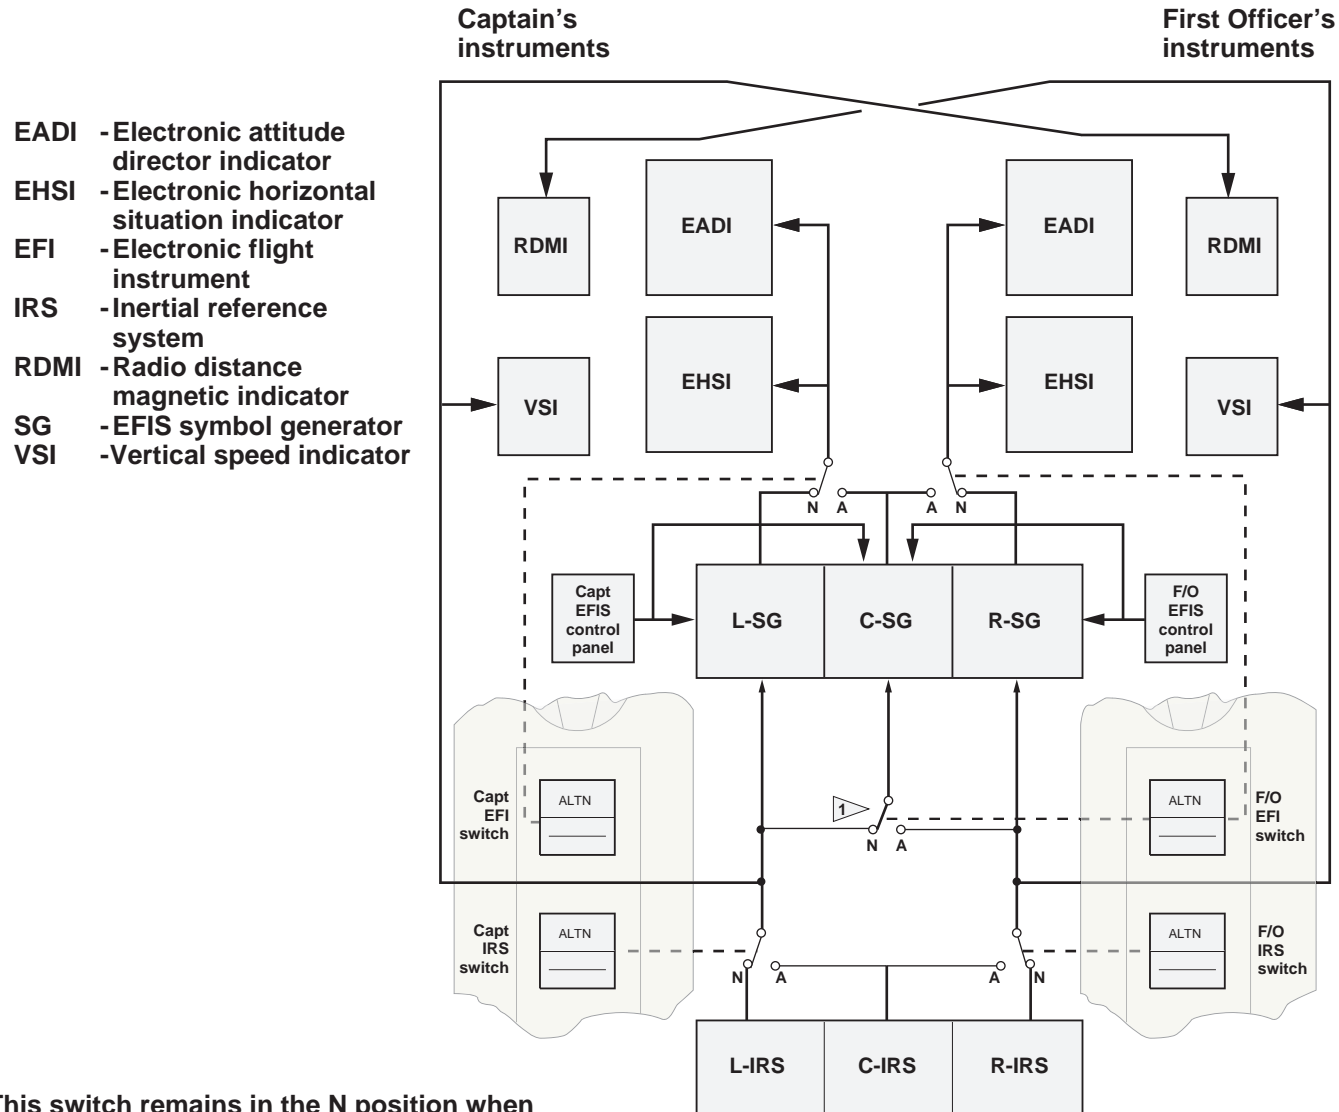 Captain’s
instruments
First Officer’s
instruments
EADI - Electronic attitude
director indicator
EHSI - Electronic horizontal
situation indicator
EFI - Electronic flight
instrument
IRS - Inertial reference
system
RDMI - Radio distance
magnetic indicator
SG - EFIS symbol generator
VSI -Vertical speed indicator
RDMI
EADI
EADI
RDMI
VSI
EHSI
EHSI
VSI
N A
A N
Capt
EFIS
control
panel
L-SG
C-SG
R-SG
F/O
EFIS
control
panel
Capt
EFI
switch
ALTN
1
N A
ALTN
F/O
EFI
switch
Capt
IRS
switch
ALTN
N A
A N
ALTN
F/O
IRS
switch
L-IRS
C-IRS
R-IRS
This switch remains in the N position when